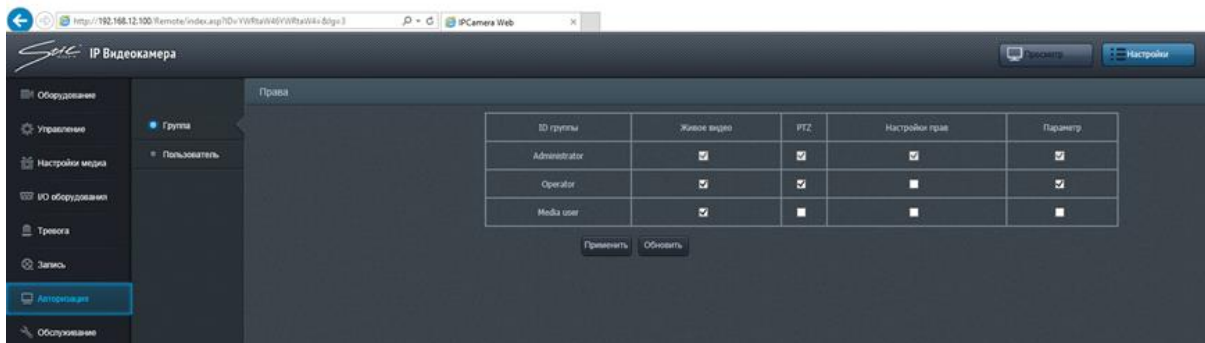 IPCamera Web
IP Видеокамера
Просмотр
Настройки
Оборудование
Управление
Настройки медиа
I/O оборудования
Тревога
Запись
Авторизация
Обслуживание
Группа
Пользователь
Права
ID группы Живое видео PTZ Настройки прав Параметр
Administrator
Operator
Media user
Применить Обновить